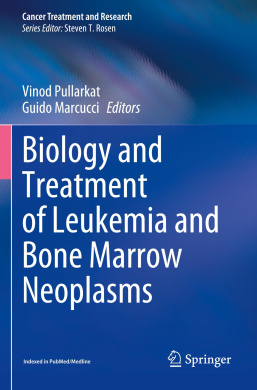 Cancer Treatment and Research
Series Editor: Steven T. Rosen
Vinod Pullarkat
Guido Marcucci Editors
Biology and
Treatment
of Leukemia and
Bone Marrow
Neoplasms
Indexed in PubMed/Medline
Springer